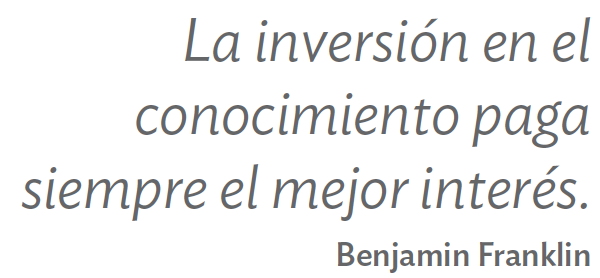 La inversión en el
conocimiento paga
siempre el mejor interés.
Benjamin Franklin